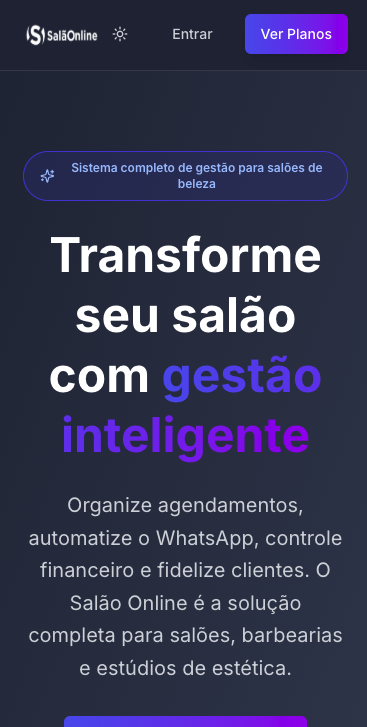 SalãOnline
Entrar
Ver Planos
Sistema completo de gestão para salões de
beleza
Transforme
seu salão
com gestão
inteligente
Organize agendamentos,
automatize o WhatsApp, controle
financeiro e fidelize clientes. O
Salão Online é a solução
completa para salões, barbearias
e estúdios de estética.